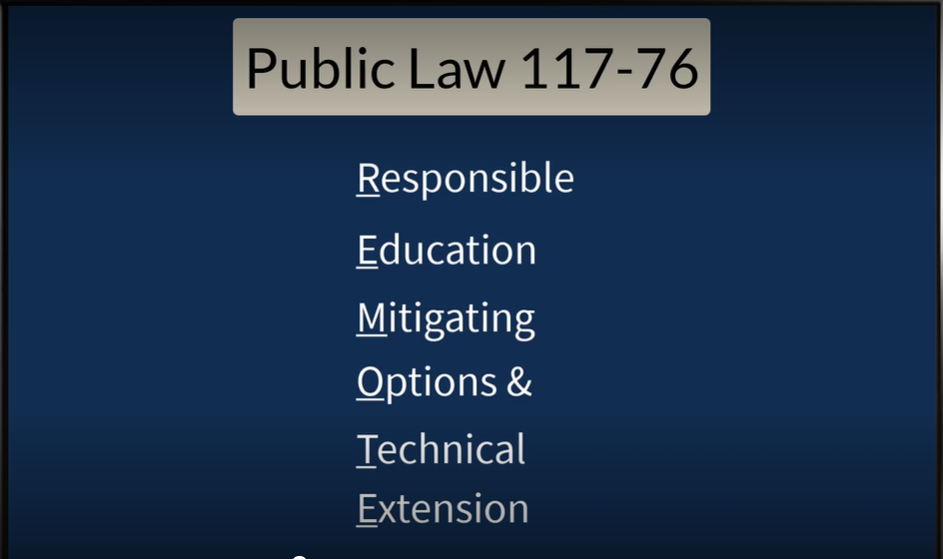 Public Law 117-76
Responsible
Education
Mitigating
Options &
Technical
Extension